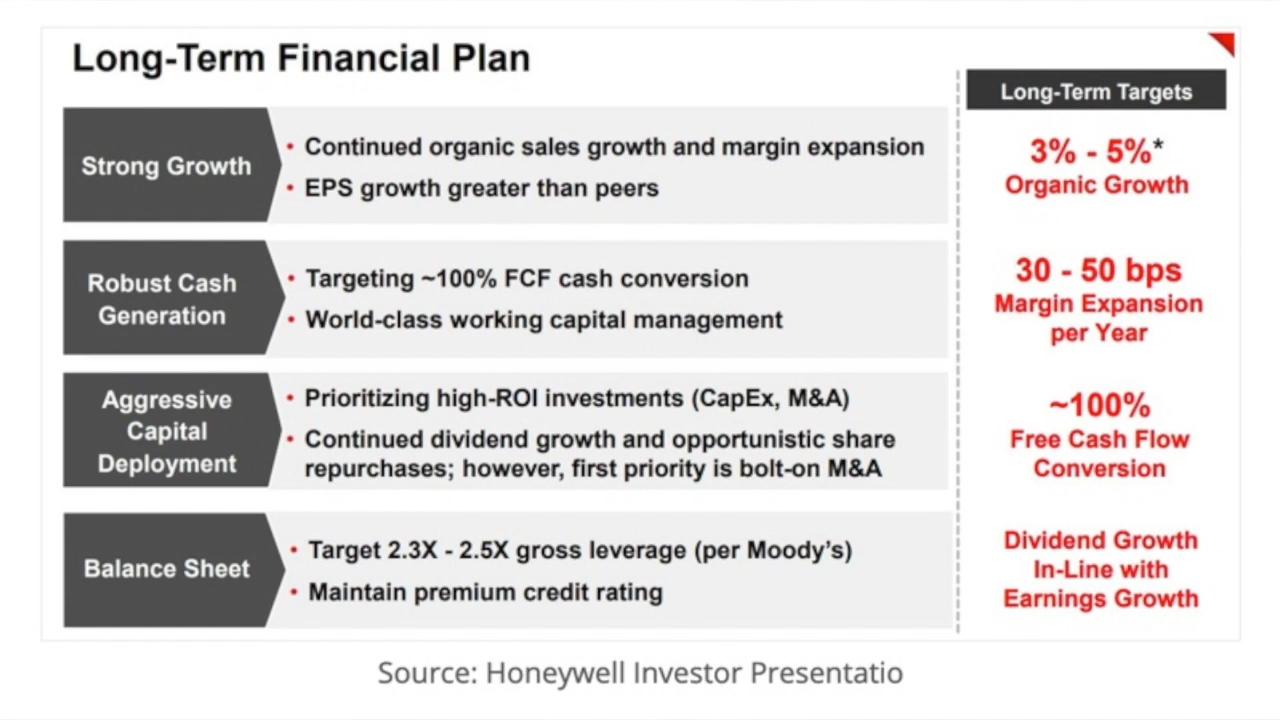 Long-Term Financial Plan
Strong Growth
• Continued organic sales growth and margin expansion
• EPS growth greater than peers
Robust Cash
Generation
• Targeting ~100% FCF cash conversion
• World-class working capital management
Aggressive
Capital
Deployment
• Prioritizing high-ROI investments (CapEx, M&A)
• Continued dividend growth and opportunistic share
repurchases; however, first priority is bolt-on M&A
Balance Sheet
• Target 2.3X - 2.5X gross leverage (per Moody's)
• Maintain premium credit rating
Long-Term Targets
3% - 5%*
Organic Growth
30 - 50 bps
Margin Expansion
per Year
~100%
Free Cash Flow
Conversion
Dividend Growth
In-Line with
Earnings Growth
Source: Honeywell Investor Presentatio